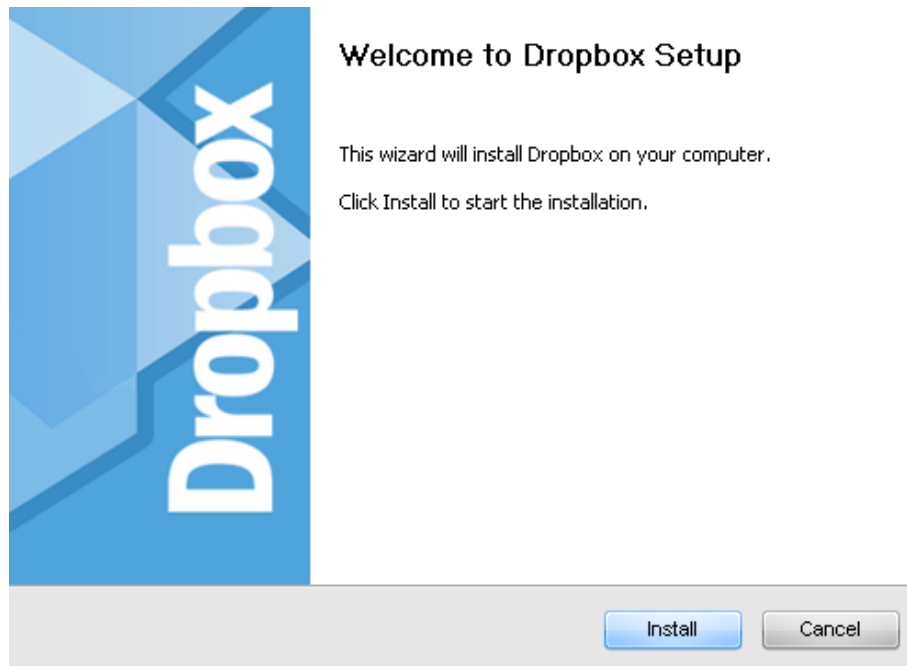 Dropbox
Welcome to Dropbox Setup
This wizard will install Dropbox on your computer.
Click Install to start the installation.
Install
Cancel